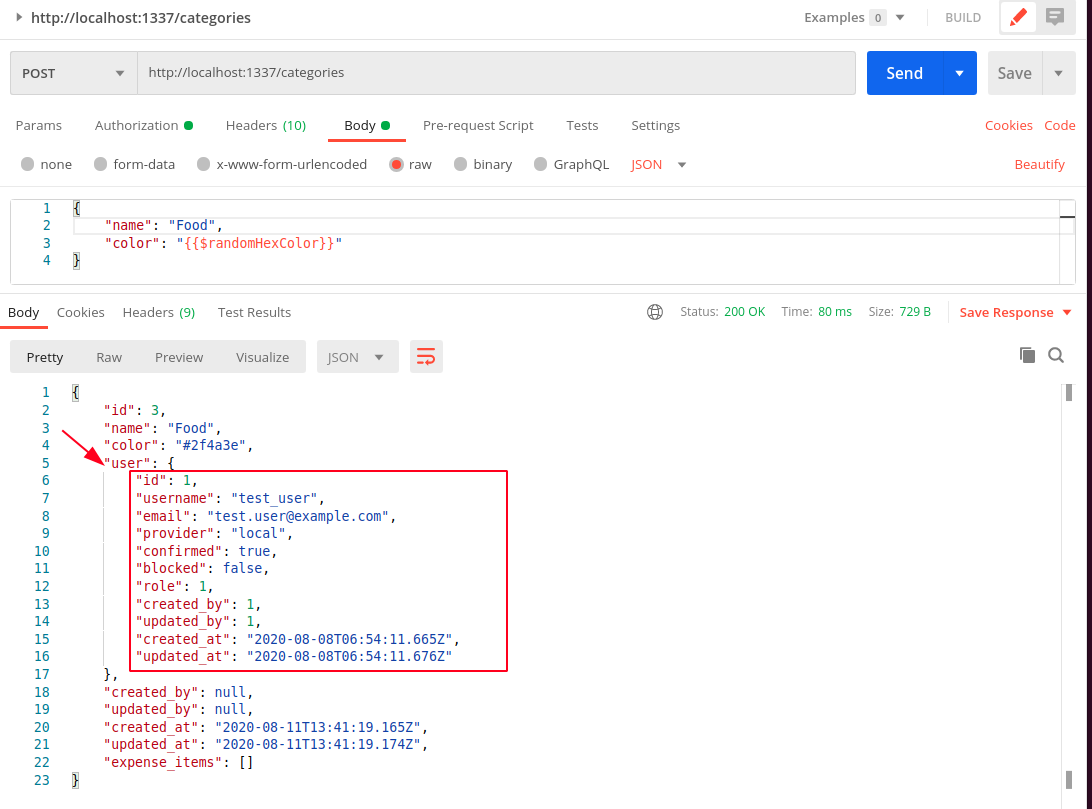 http://localhost:1337/categories Examples 0 BUILD
POST http://localhost:1337/categories Send Save
Params Authorization Headers (10) Body Pre-request Script Tests Settings Cookies Code
none form-data x-www-form-urlencoded raw binary GraphQL JSON Beautify
1 {
2 "name": "Food",
3 "color": "{{$randomHexColor}}"
4 }
Body Cookies Headers (9) Test Results Status: 200 OK Time: 80 ms Size: 729 B Save Response
Pretty Raw Preview Visualize JSON
1 {
2 "id": 3,
3 "name": "Food",
4 "color": "#2f4a3e",
5 "user": {
6 "id": 1,
7 "username": "test_user",
8 "email": "test.user@example.com",
9 "provider": "local",
10 "confirmed": true,
11 "blocked": false,
12 "role": 1,
13 "created_by": 1,
14 "updated_by": 1,
15 "created_at": "2020-08-08T06:54:11.665Z",
16 "updated_at": "2020-08-08T06:54:11.676Z"
17 },
18 "created_by": null,
19 "updated_by": null,
20 "created_at": "2020-08-11T13:41:19.165Z",
21 "updated_at": "2020-08-11T13:41:19.174Z",
22 "expense_items": []
23 }